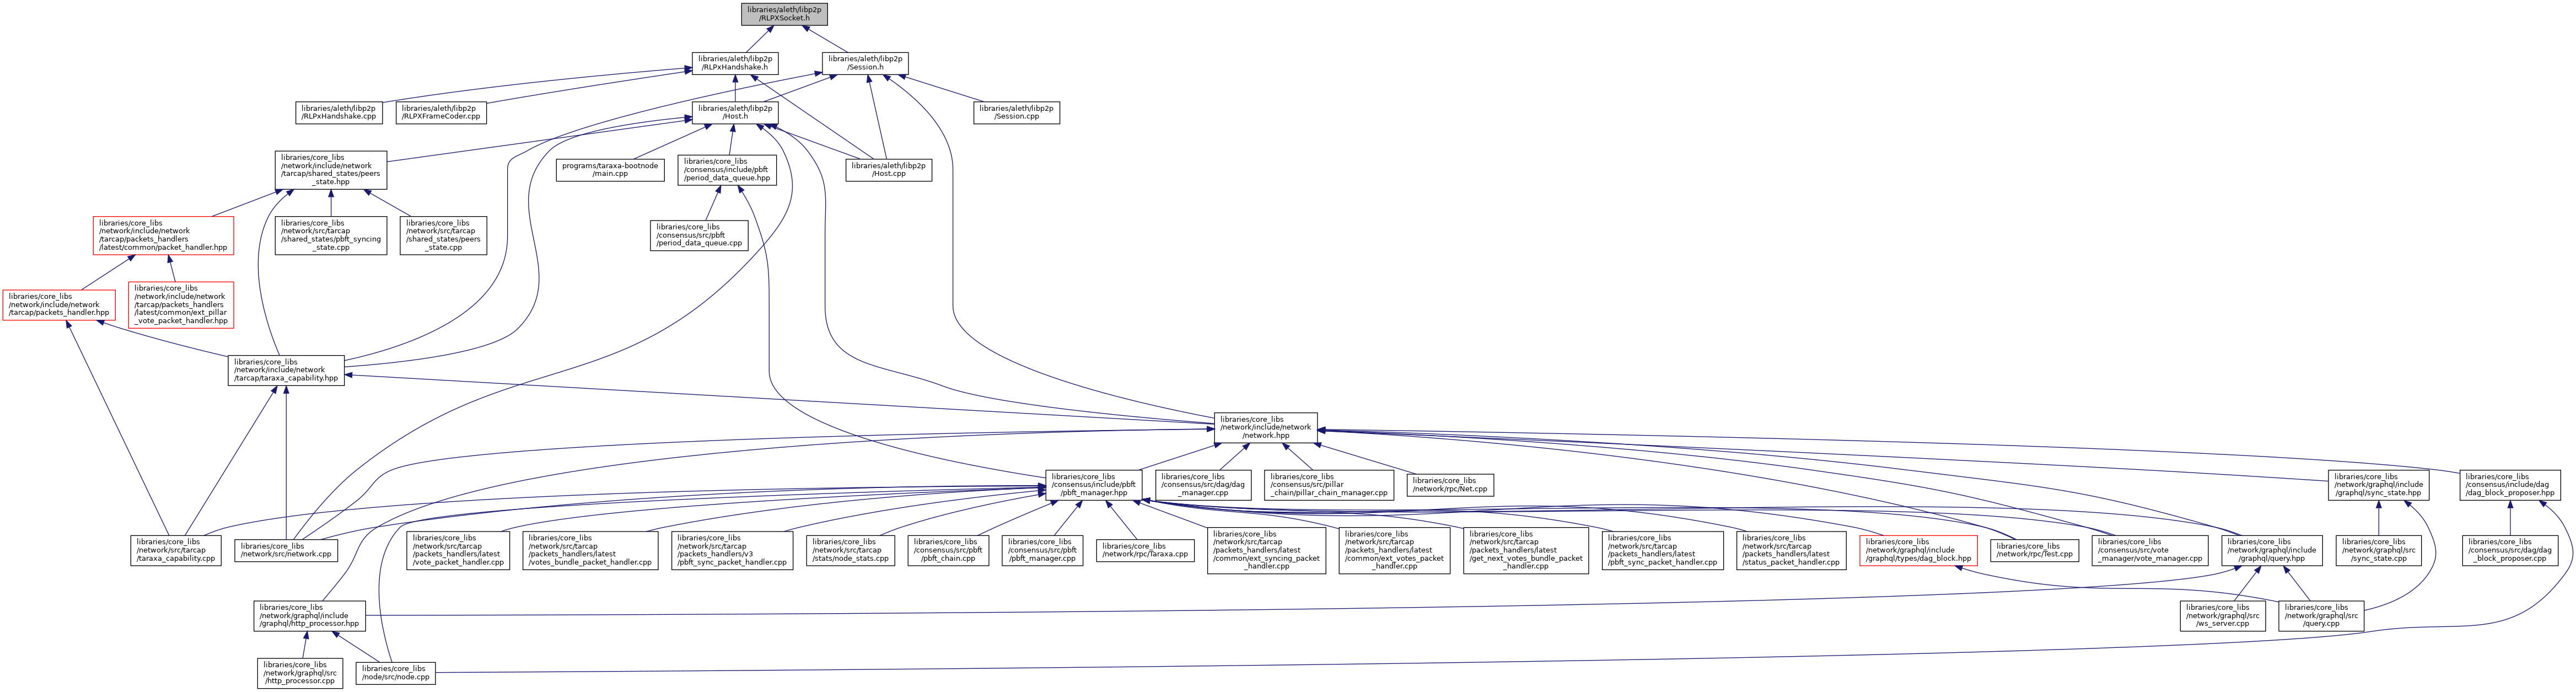 libraries/aleth/libp2p
/RLPXSocket.h
libraries/aleth/libp2p
/RLPxHandshake.h
libraries/aleth/libp2p
/Session.h
libraries/aleth/libp2p
/RLPxHandshake.cpp
libraries/aleth/libp2p
/RLPXFrameCoder.cpp
libraries/aleth/libp2p
/Host.h
libraries/aleth/libp2p
/Session.cpp
libraries/core_libs
/network/include/network
/tarcap/shared_states/peers
_state.hpp
programs/taraxa-bootnode
/main.cpp
libraries/core_libs
/consensus/include/pbft
/period_data_queue.hpp
libraries/aleth/libp2p
/Host.cpp
libraries/core_libs
/network/include/network
/tarcap/packets_handlers
/latest/common/packet_handler.hpp
libraries/core_libs
/network/src/tarcap
/shared_states/pbft_syncing
_state.cpp
libraries/core_libs
/network/src/tarcap
/shared_states/peers
_state.cpp
libraries/core_libs
/consensus/src/pbft
/period_data_queue.cpp
libraries/core_libs
/network/include/network
/tarcap/packets_handler.hpp
libraries/core_libs
/network/include/network
/tarcap/packets_handlers
/latest/common/ext_pillar
_vote_packet_handler.hpp
libraries/core_libs
/network/include/network
/tarcap/taraxa_capability.hpp
libraries/core_libs
/network/include/network
/network.hpp
libraries/core_libs
/consensus/include/pbft
/pbft_manager.hpp
libraries/core_libs
/consensus/src/dag/dag
_manager.cpp
libraries/core_libs
/consensus/src/pillar
_chain/pillar_chain_manager.cpp
libraries/core_libs
/network/rpc/Net.cpp
libraries/core_libs
/network/graphql/include
/graphql/sync_state.hpp
libraries/core_libs
/consensus/include/dag
/dag_block_proposer.hpp
libraries/core_libs
/network/src/tarcap
/taraxa_capability.cpp
libraries/core_libs
/network/src/network.cpp
libraries/core_libs
/network/src/tarcap
/packets_handlers/latest
/vote_packet_handler.cpp
libraries/core_libs
/network/src/tarcap
/packets_handlers/latest
/votes_bundle_packet_handler.cpp
libraries/core_libs
/network/src/tarcap
/packets_handlers/v3
/pbft_sync_packet_handler.cpp
libraries/core_libs
/network/src/tarcap
/stats/node_stats.cpp
libraries/core_libs
/consensus/src/pbft
/pbft_chain.cpp
libraries/core_libs
/consensus/src/pbft
/pbft_manager.cpp
libraries/core_libs
/network/rpc/Taraxa.cpp
libraries/core_libs
/network/src/tarcap
/packets_handlers/latest
/common/ext_syncing_packet
_handler.cpp
libraries/core_libs
/network/src/tarcap
/packets_handlers/latest
/common/ext_votes_packet
_handler.cpp
libraries/core_libs
/network/src/tarcap
/packets_handlers/latest
/get_next_votes_bundle_packet
_handler.cpp
libraries/core_libs
/network/src/tarcap
/packets_handlers/latest
/pbft_sync_packet_handler.cpp
libraries/core_libs
/network/src/tarcap
/packets_handlers/latest
/status_packet_handler.cpp
libraries/core_libs
/network/graphql/include
/graphql/types/dag_block.hpp
libraries/core_libs
/network/rpc/Test.cpp
libraries/core_libs
/consensus/src/vote
_manager/vote_manager.cpp
libraries/core_libs
/network/graphql/include
/graphql/query.hpp
libraries/core_libs
/network/graphql/src
/sync_state.cpp
libraries/core_libs
/consensus/src/dag/dag
_block_proposer.cpp
libraries/core_libs
/network/graphql/include
/graphql/http_processor.hpp
libraries/core_libs
/network/graphql/src
/ws_server.cpp
libraries/core_libs
/network/graphql/src
/query.cpp
libraries/core_libs
/network/graphql/src
/http_processor.cpp
libraries/core_libs
/node/src/node.cpp